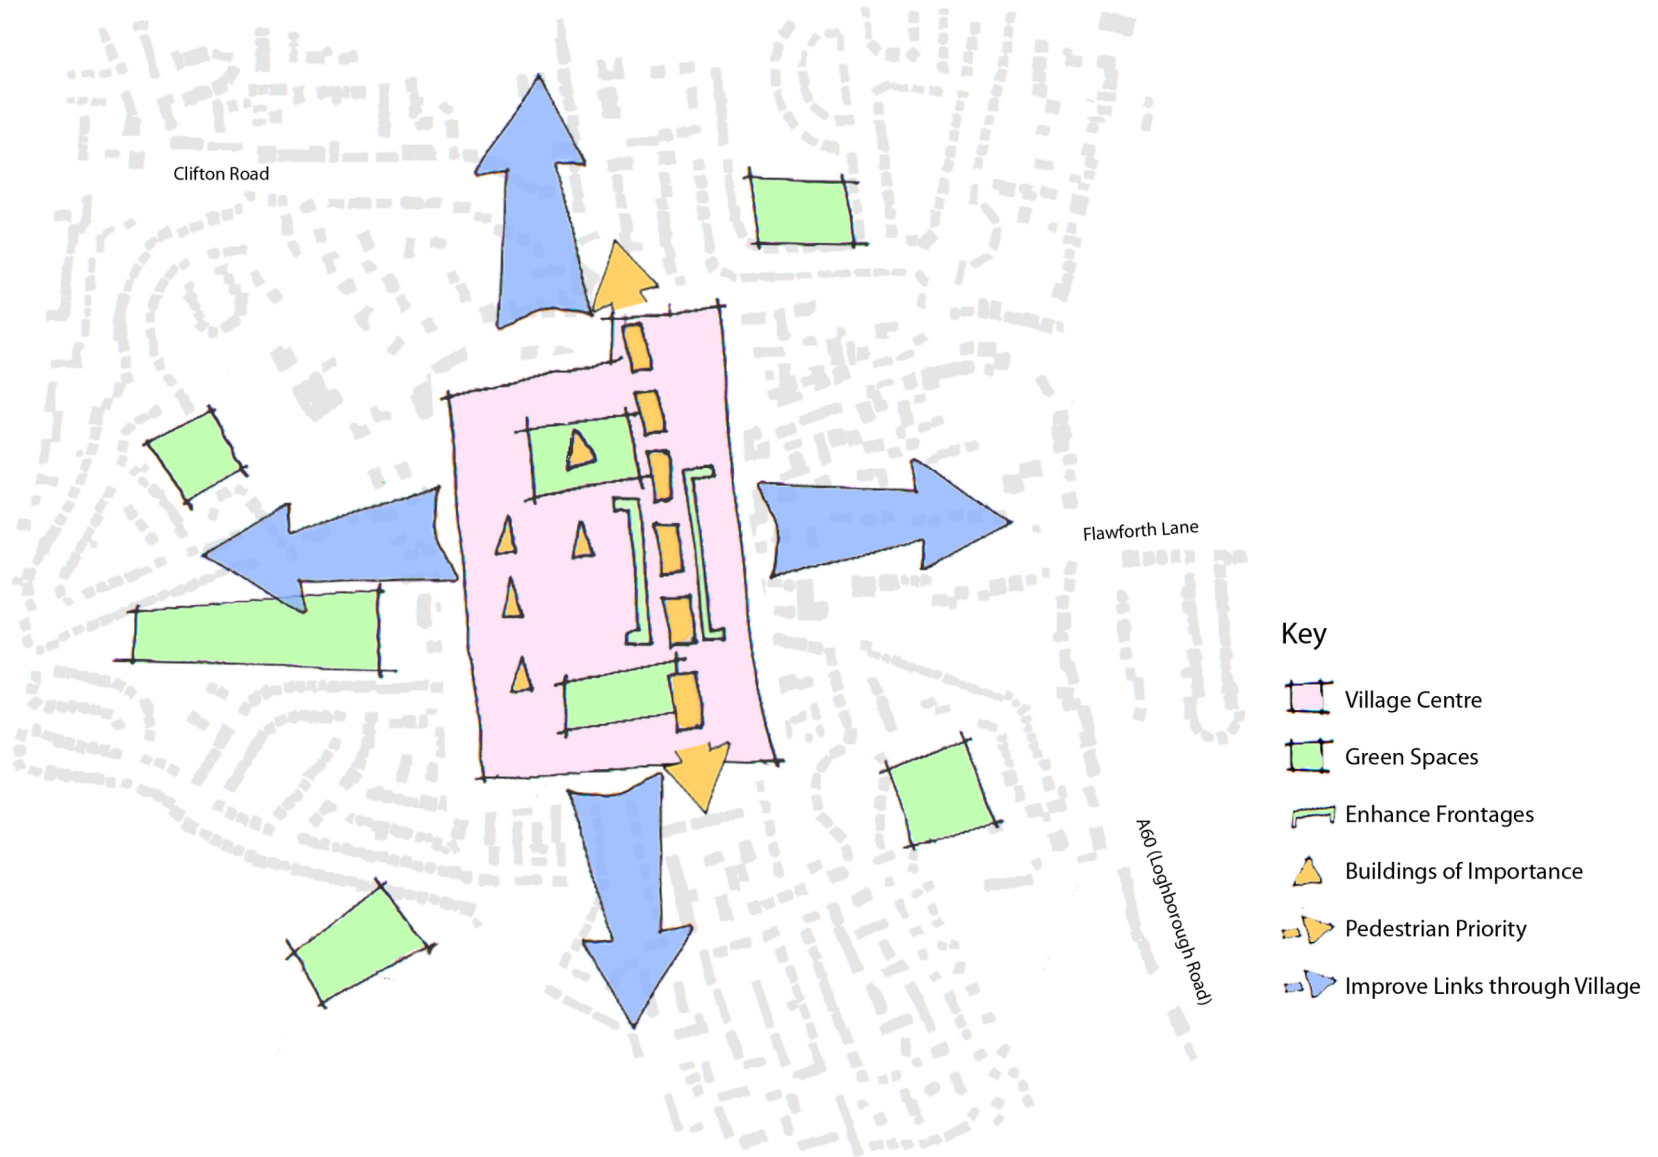 Clifton Road
Flawforth Lane
A60 (Loghborough Road)
Key
Village Centre
Green Spaces
Enhance Frontages
Buildings of Importance
Pedestrian Priority
Improve Links through Village